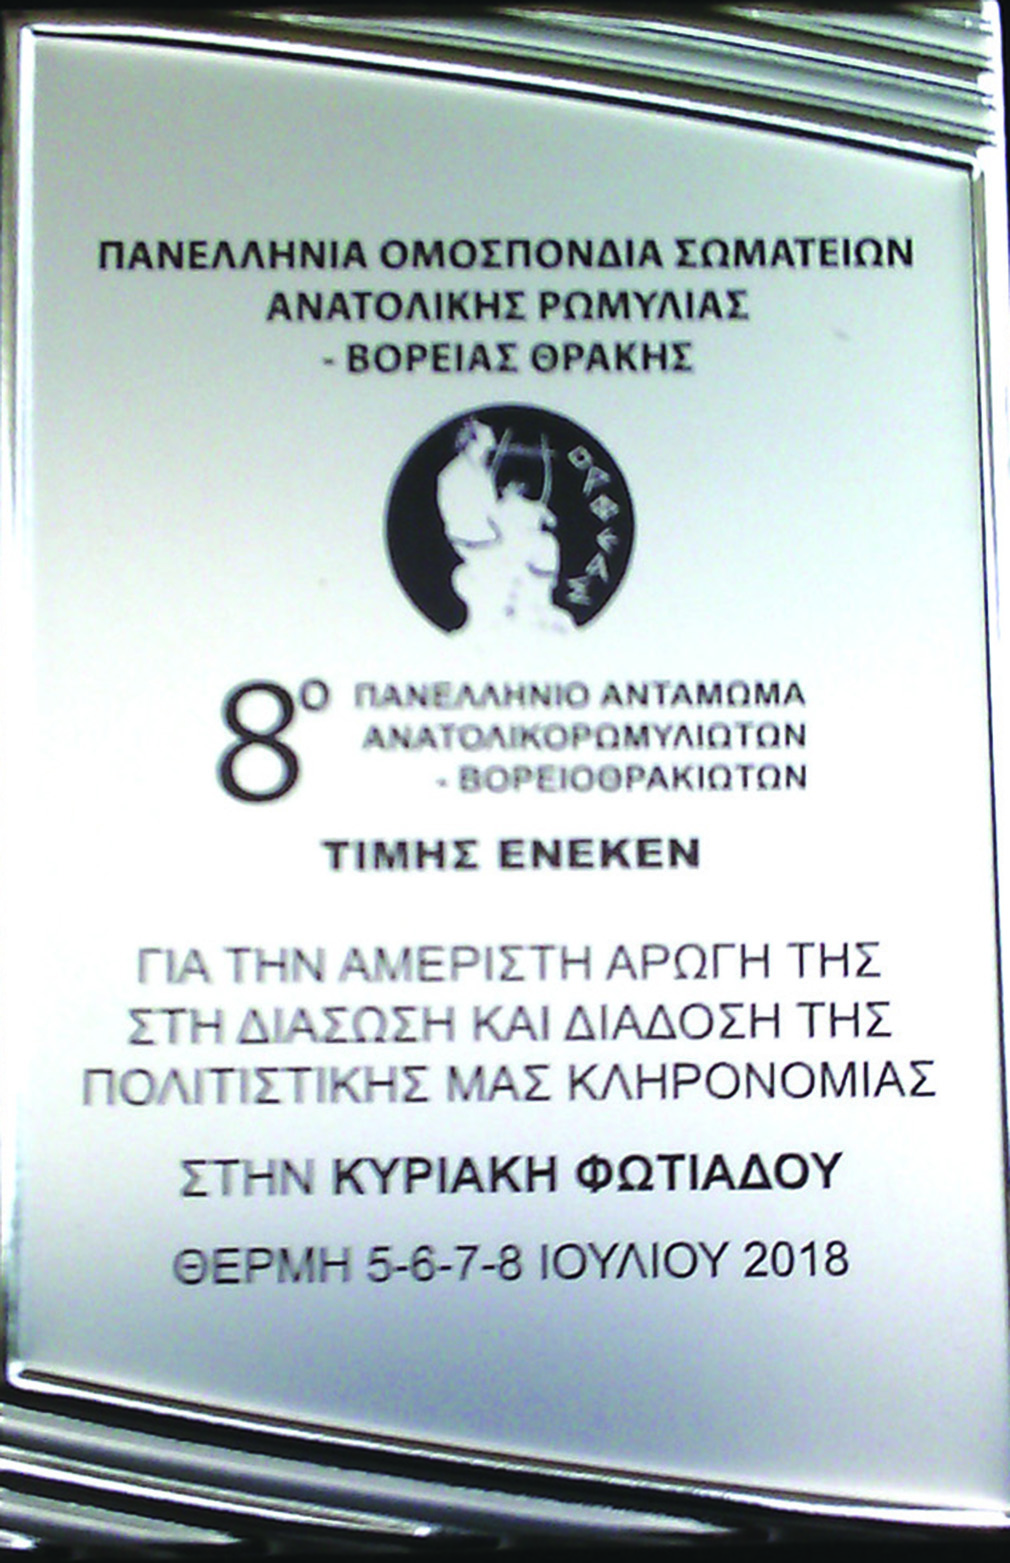 ΠΑΝΕΛΛΗΝΙΑ ΟΜΟΣΠΟΝΔΙΑ ΣΩΜΑΤΕΙΩΝ
ΑΝΑΤΟΛΙΚΗΣ ΡΩΜΥΛΙΑΣ
- ΒΟΡΕΙΑΣ ΘΡΑΚΗΣ
ΟΡΦΕΑΣ
8Ο ΠΑΝΕΛΛΗΝΙΟ ΑΝΤΑΜΩΜΑ
ΑΝΑΤΟΛΙΚΟΡΩΜΥΛΙΩΤΩΝ
- ΒΟΡΕΙΟΘΡΑΚΙΩΤΩΝ
ΤΙΜΗΣ ΕΝΕΚΕΝ
ΓΙΑ ΤΗΝ ΑΜΕΡΙΣΤΗ ΑΡΩΓΗ ΤΗΣ
ΣΤΗ ΔΙΑΣΩΣΗ ΚΑΙ ΔΙΑΔΟΣΗ ΤΗΣ
ΠΟΛΙΤΙΣΤΙΚΗΣ ΜΑΣ ΚΛΗΡΟΝΟΜΙΑΣ
ΣΤΗΝ ΚΥΡΙΑΚΗ ΦΩΤΙΑΔΟΥ
ΘΕΡΜΗ 5-6-7-8 ΙΟΥΛΙΟΥ 2018